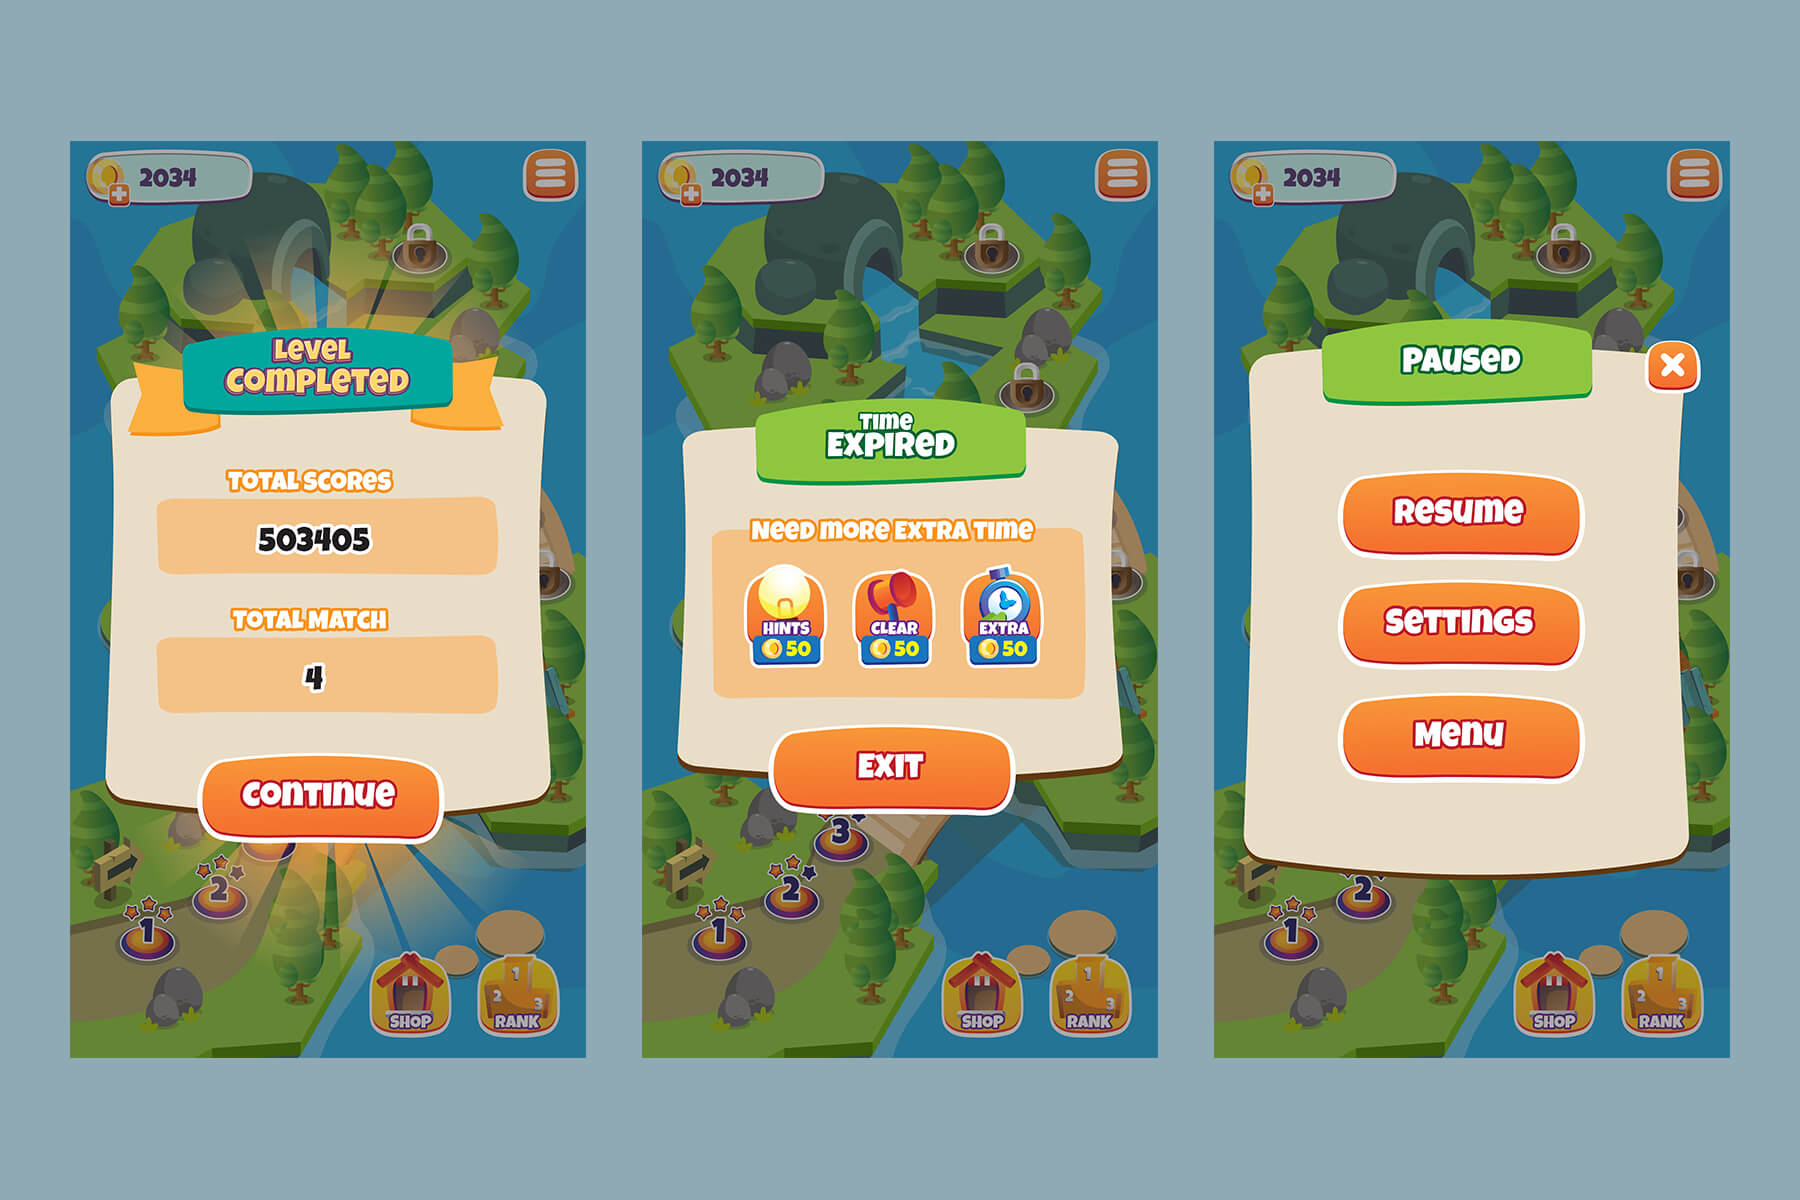 2034
LEVEL
COMPLETED
TOTAL SCORES
503405
TOTAL MATCH
4
CONTINUE
1
2
SHOP
1
2
3
RANK
2034
TIME
EXPIRED
NEED MORE EXTRA TIME
HINTS
50
CLEAR
50
EXTRA
50
EXIT
3
2
1
SHOP
1
2
3
RANK
2034
PAUSED
RESUME
SETTINGS
MENU
2
1
SHOP
1
2
3
RANK